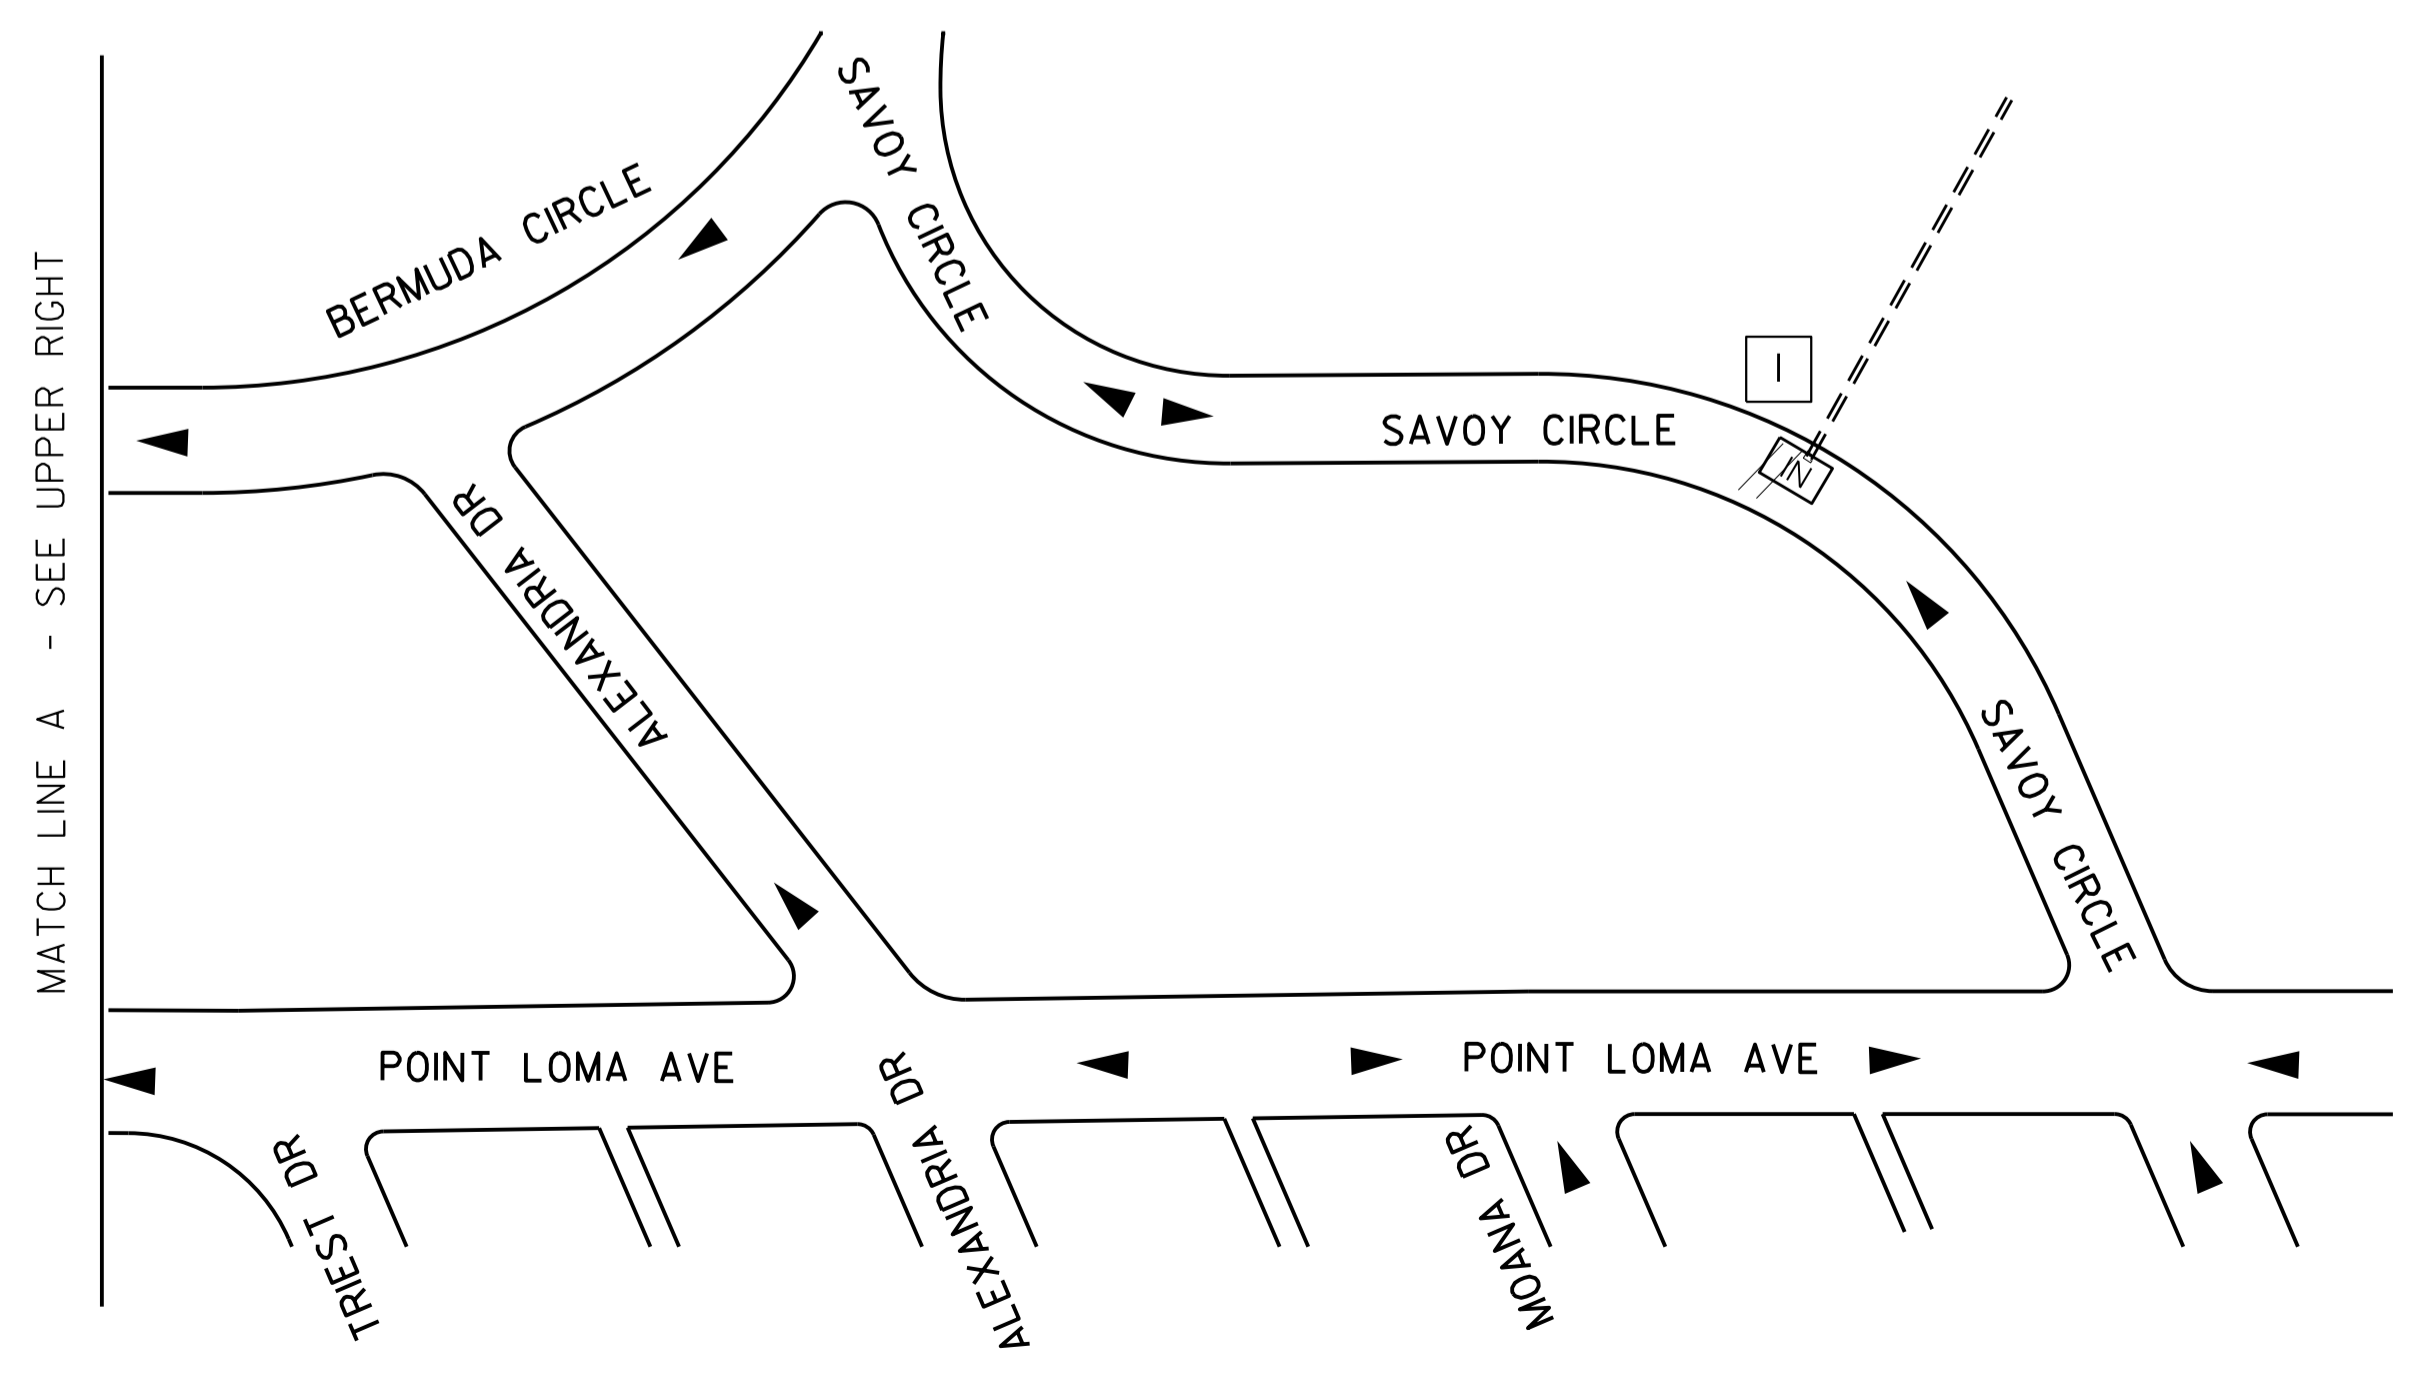 SAVOY CIRCLE
BERMUDA CIRCLE
MATCH LINE A - SEE UPPER RIGHT
I
SAVOY CIRCLE
IN
ALEXANDRIA DR
SAVOY CIRCLE
POINT LOMA AVE
POINT LOMA AVE
TRIEST DR
ALEXANDRIA DR
MOANA DR